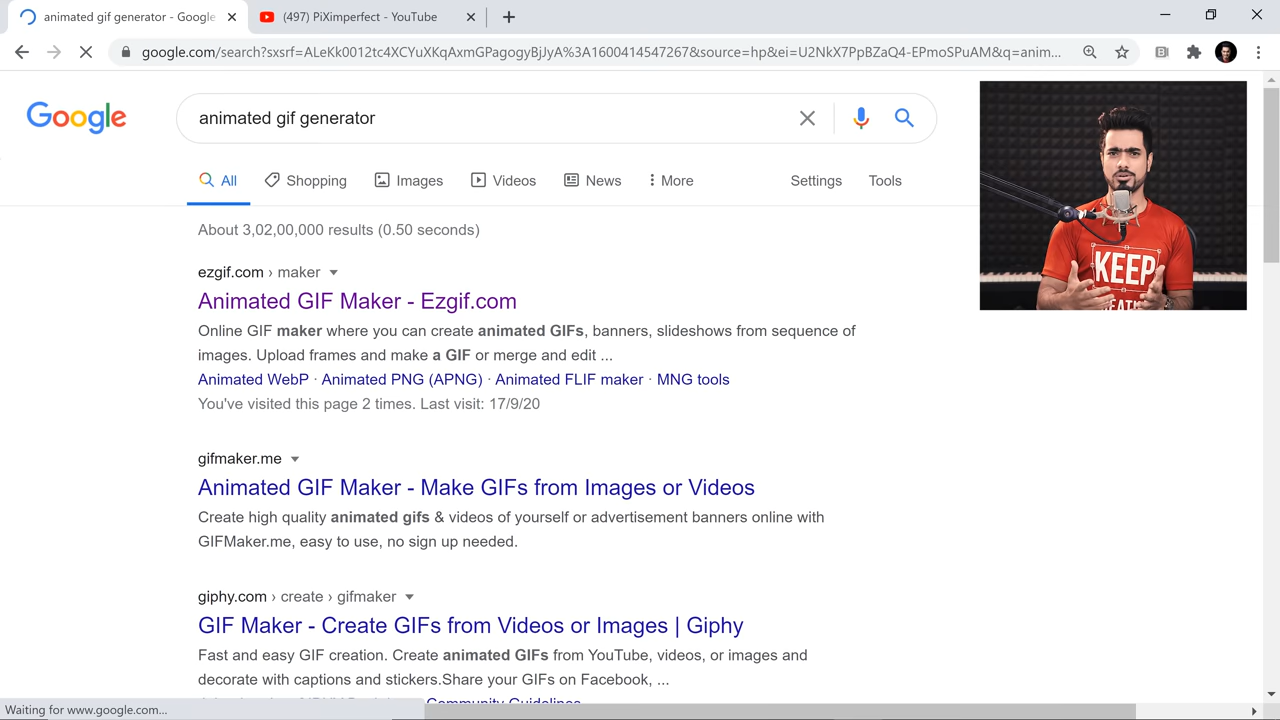 animated gif generator - Google
(497) PiXimperfect - YouTube
google.com/search?sxsrf=ALeKk0012tc4XCYuXKqAxmGPagogyBjJyA%3A1600414547267&source=hp&ei=U2NkX7PpBZaQ4-EPmoSPuAM&q=anim...
Google
animated gif generator
All
Shopping
Images
Videos
News
More
Settings
Tools
About 3,02,00,000 results (0.50 seconds)
ezgif.com › maker
Animated GIF Maker - Ezgif.com
Online GIF maker where you can create animated GIFs, banners, slideshows from sequence of
images. Upload frames and make a GIF or merge and edit ...
Animated WebP · Animated PNG (APNG) · Animated FLIF maker · MNG tools
You've visited this page 2 times. Last visit: 17/9/20
gifmaker.me
Animated GIF Maker - Make GIFs from Images or Videos
Create high quality animated gifs & videos of yourself or advertisement banners online with
GIFMaker.me, easy to use, no sign up needed.
giphy.com › create › gifmaker
GIF Maker - Create GIFs from Videos or Images | Giphy
Fast and easy GIF creation. Create animated GIFs from YouTube, videos, or images and
decorate with captions and stickers.Share your GIFs on Facebook, ...
Community Guidelines
Waiting for www.google.com...
KEEP